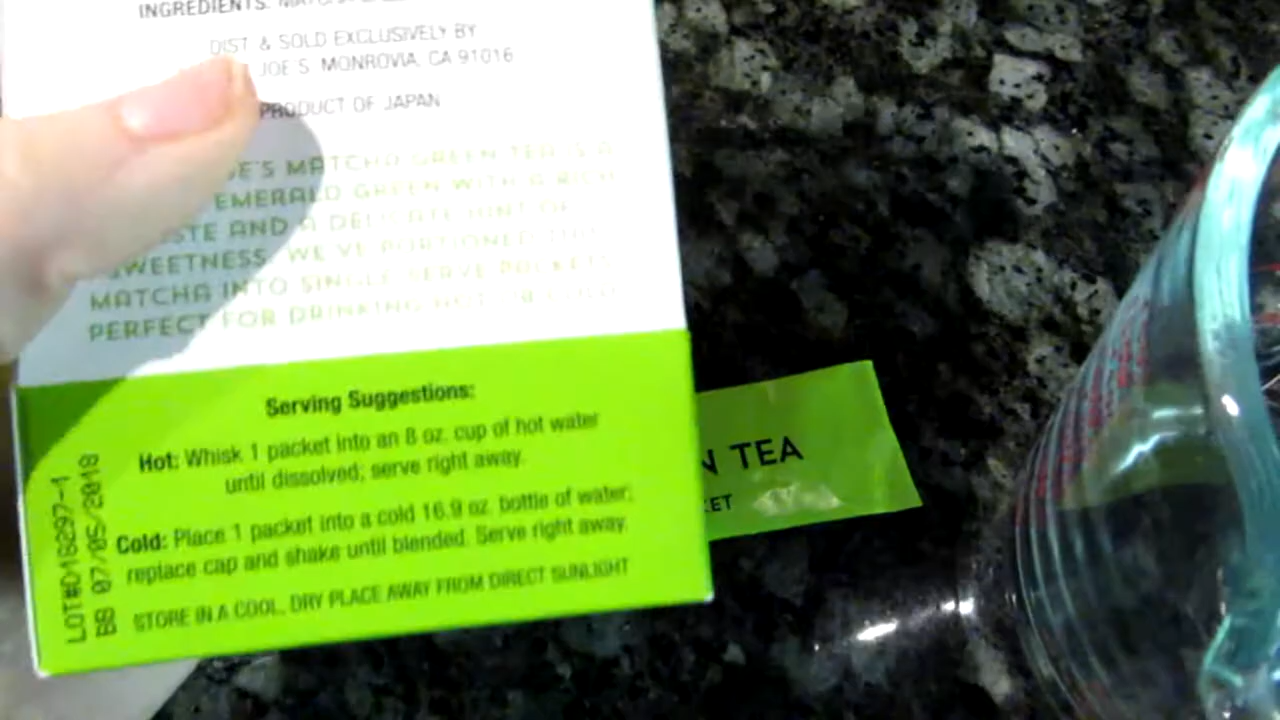 INGREDIENTS:
DIST & SOLD EXCLUSIVELY BY
JOE'S MONROVIA, CA 91016
PRODUCT OF JAPAN
JOE'S MATCHA GREEN TEA IS A
EMERALD GREEN WITH A RICH
TASTE AND A DELICATE HINT OF
SWEETNESS. WE'VE PORTIONED THE
MATCHA INTO SINGLE SERVE POCKETS
PERFECT FOR DRINKING HOT OR COLD
Serving Suggestions:
Hot: Whisk 1 packet into an 8 oz. cup of hot water
until dissolved; serve right away.
Cold: Place 1 packet into a cold 16.9 oz. bottle of water;
replace cap and shake until blended. Serve right away.
STORE IN A COOL, DRY PLACE AWAY FROM DIRECT SUNLIGHT
LOT#D18297-1
BB 07/05/2018
N TEA
KET